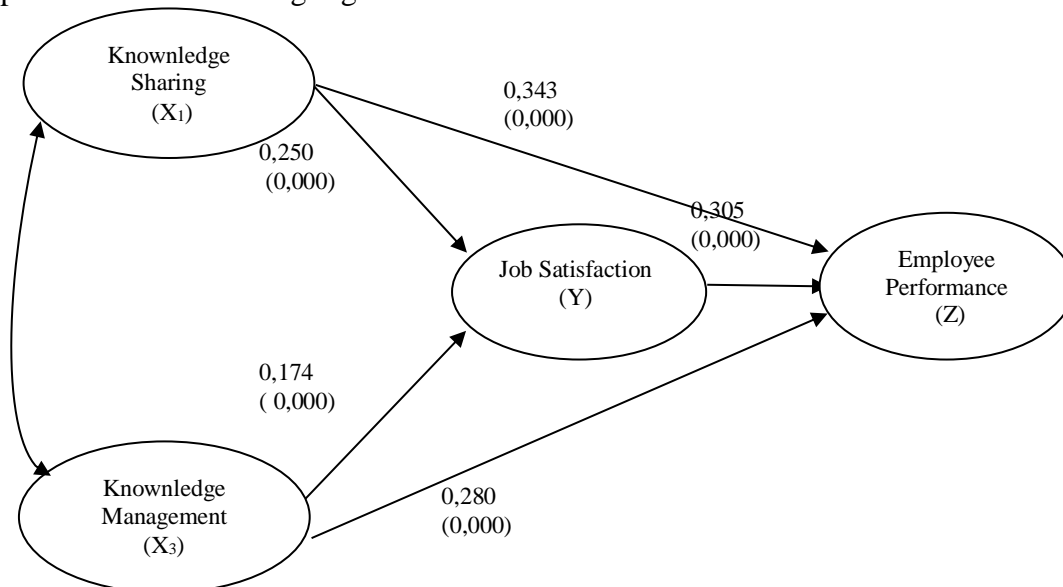 Knownledge
Sharing
(X₁)
0,343
(0,000)
0,250
(0,000)
0,305
(0,000)
Job Satisfaction
(Y)
Employee
Performance
(Z)
0,174
( 0,000)
0,280
(0,000)
Knownledge
Management
(X₃)